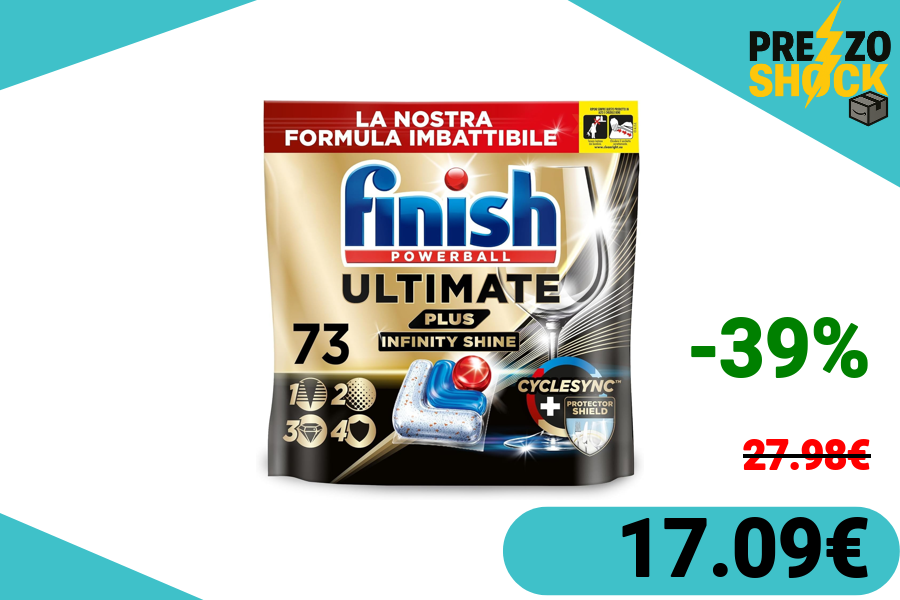 PREZZO
SHOCK
LA NOSTRA
FORMULA IMBATTIBILE
finish
POWERBALL
ULTIMATE
PLUS
INFINITY SHINE
73
1 2
3 4
CYCLESYNC™
+ PROTECTOR
SHIELD
-39%
27.98€
17.09€